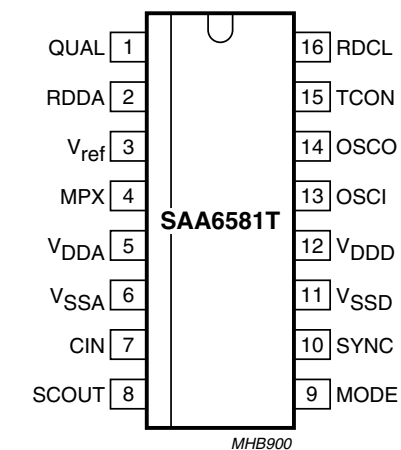 QUAL 1 16 RDCL
RDDA 2 15 TCON
Vref 3 14 OSCO
MPX 4 13 OSCI
SAA6581T
VDDA 5 12 VDDD
VSSA 6 11 VSSD
CIN 7 10 SYNC
SCOUT 8 9 MODE
MHB900